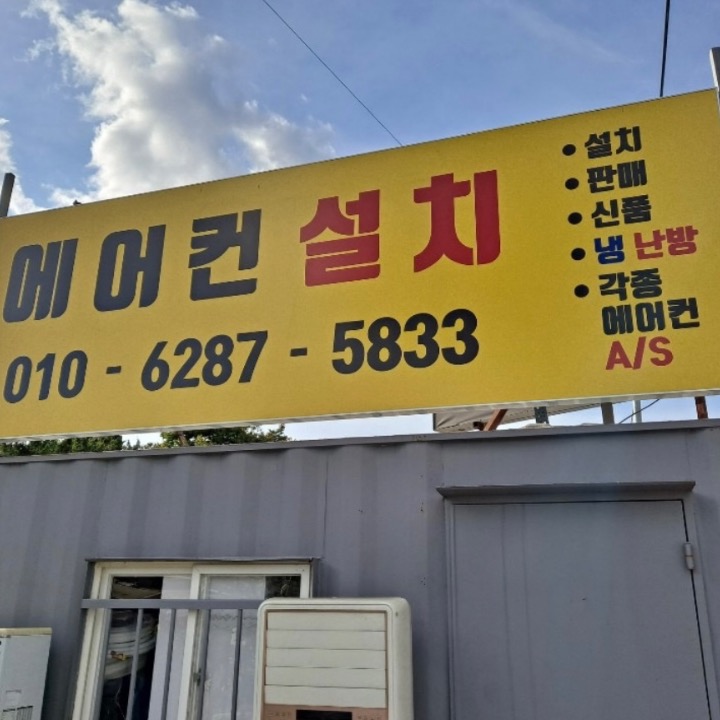 에어컨 설치
010 - 6287 - 5833
• 설치
• 판매
• 신품
• 냉 난방
• 각종
에어컨
A/S